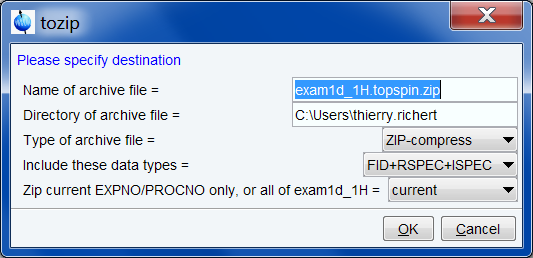 tozip
Please specify destination
Name of archive file = exam1d_1H.topspin.zip
Directory of archive file = C:\Users\thierry.richert
Type of archive file = ZIP-compress
Include these data types = FID+RSPEC+ISPEC
Zip current EXPNO/PROCNO only, or all of exam1d_1H = current
OK Cancel